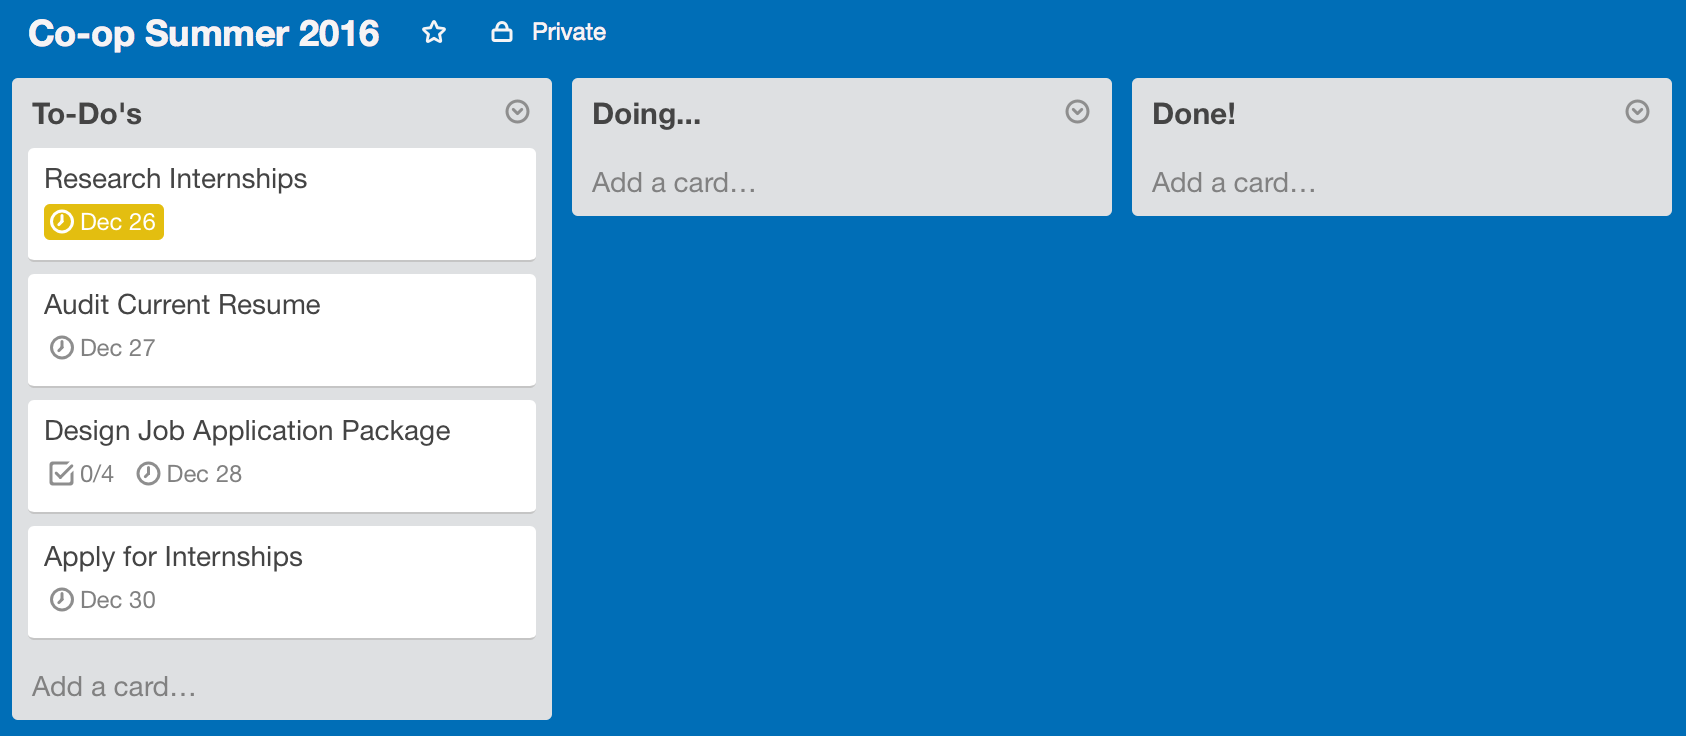 Co-op Summer 2016 Private
To-Do's
Research Internships
Dec 26
Audit Current Resume
Dec 27
Design Job Application Package
0/4 Dec 28
Apply for Internships
Dec 30
Add a card…
Doing...
Add a card…
Done!
Add a card…